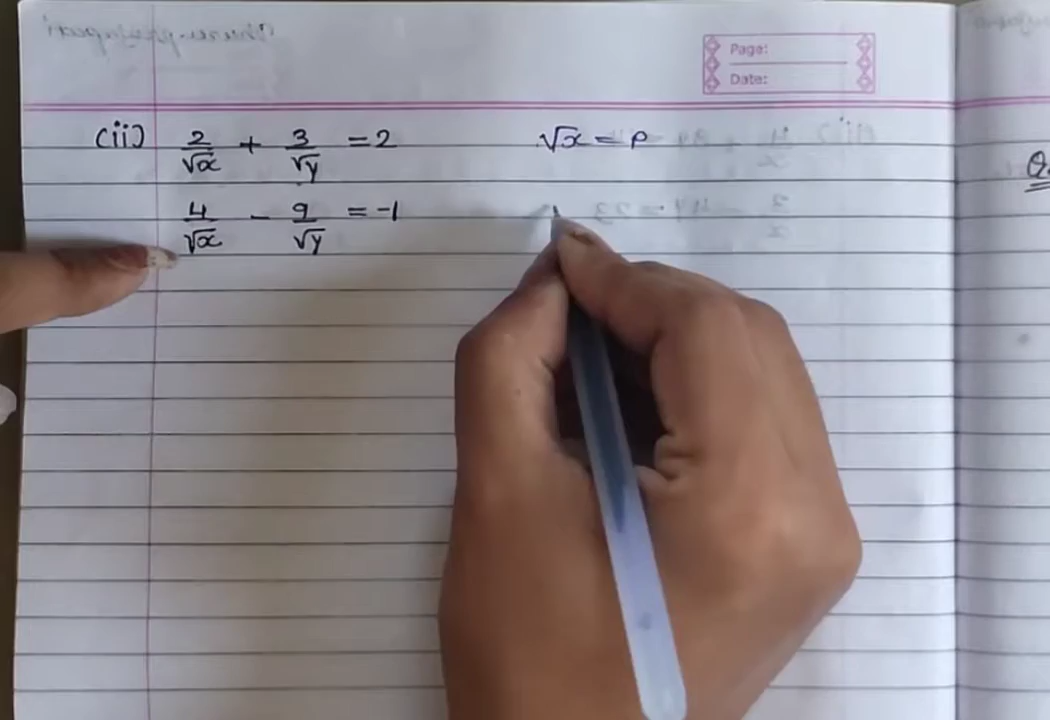 Page:
Date:
(ii) 2/√x + 3/√y = 2
√x = p
4/√x - 9/√y = -1
Q.